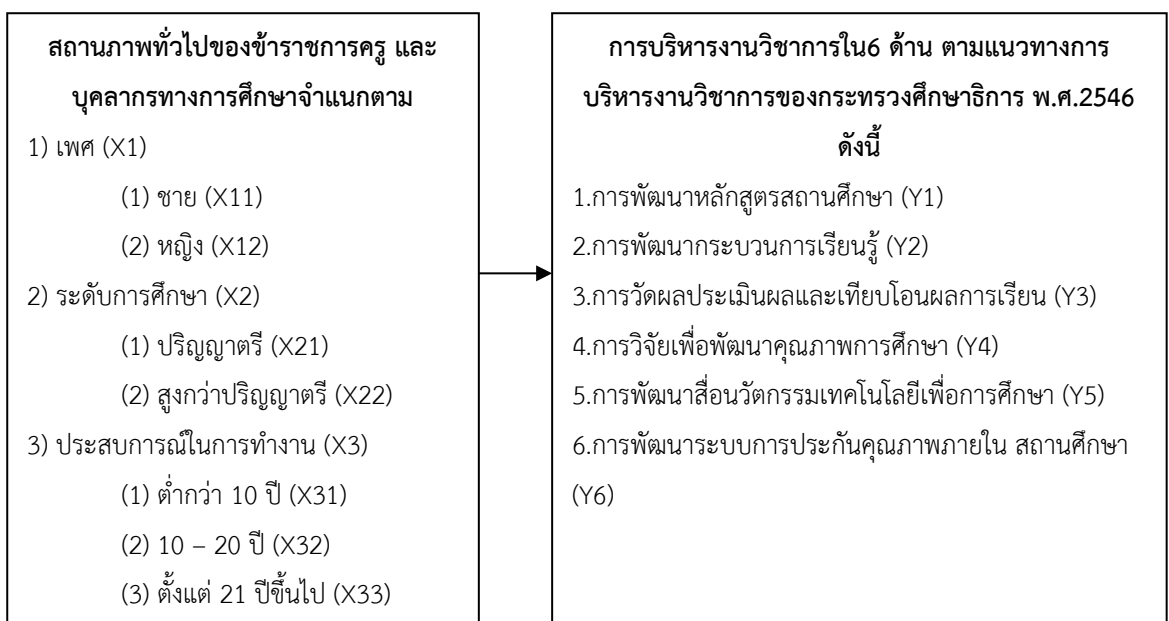 สถานภาพทั่วไปของข้าราชการครู และ
บุคลากรทางการศึกษาจำแนกตาม
1) เพศ (X1)
(1) ชาย (X11)
(2) หญิง (X12)
2) ระดับการศึกษา (X2)
(1) ปริญญาตรี (X21)
(2) สูงกว่าปริญญาตรี (X22)
3) ประสบการณ์ในการทำงาน (X3)
(1) ต่ำกว่า 10 ปี (X31)
(2) 10 – 20 ปี (X32)
(3) ตั้งแต่ 21 ปีขึ้นไป (X33)
การบริหารงานวิชาการใน6 ด้าน ตามแนวทางการ
บริหารงานวิชาการของกระทรวงศึกษาธิการ พ.ศ.2546
ดังนี้
1.การพัฒนาหลักสูตรสถานศึกษา (Y1)
2.การพัฒนากระบวนการเรียนรู้ (Y2)
3.การวัดผลประเมินผลและเทียบโอนผลการเรียน (Y3)
4.การวิจัยเพื่อพัฒนาคุณภาพการศึกษา (Y4)
5.การพัฒนาสื่อนวัตกรรมเทคโนโลยีเพื่อการศึกษา (Y5)
6.การพัฒนาระบบการประกันคุณภาพภายใน สถานศึกษา
(Y6)